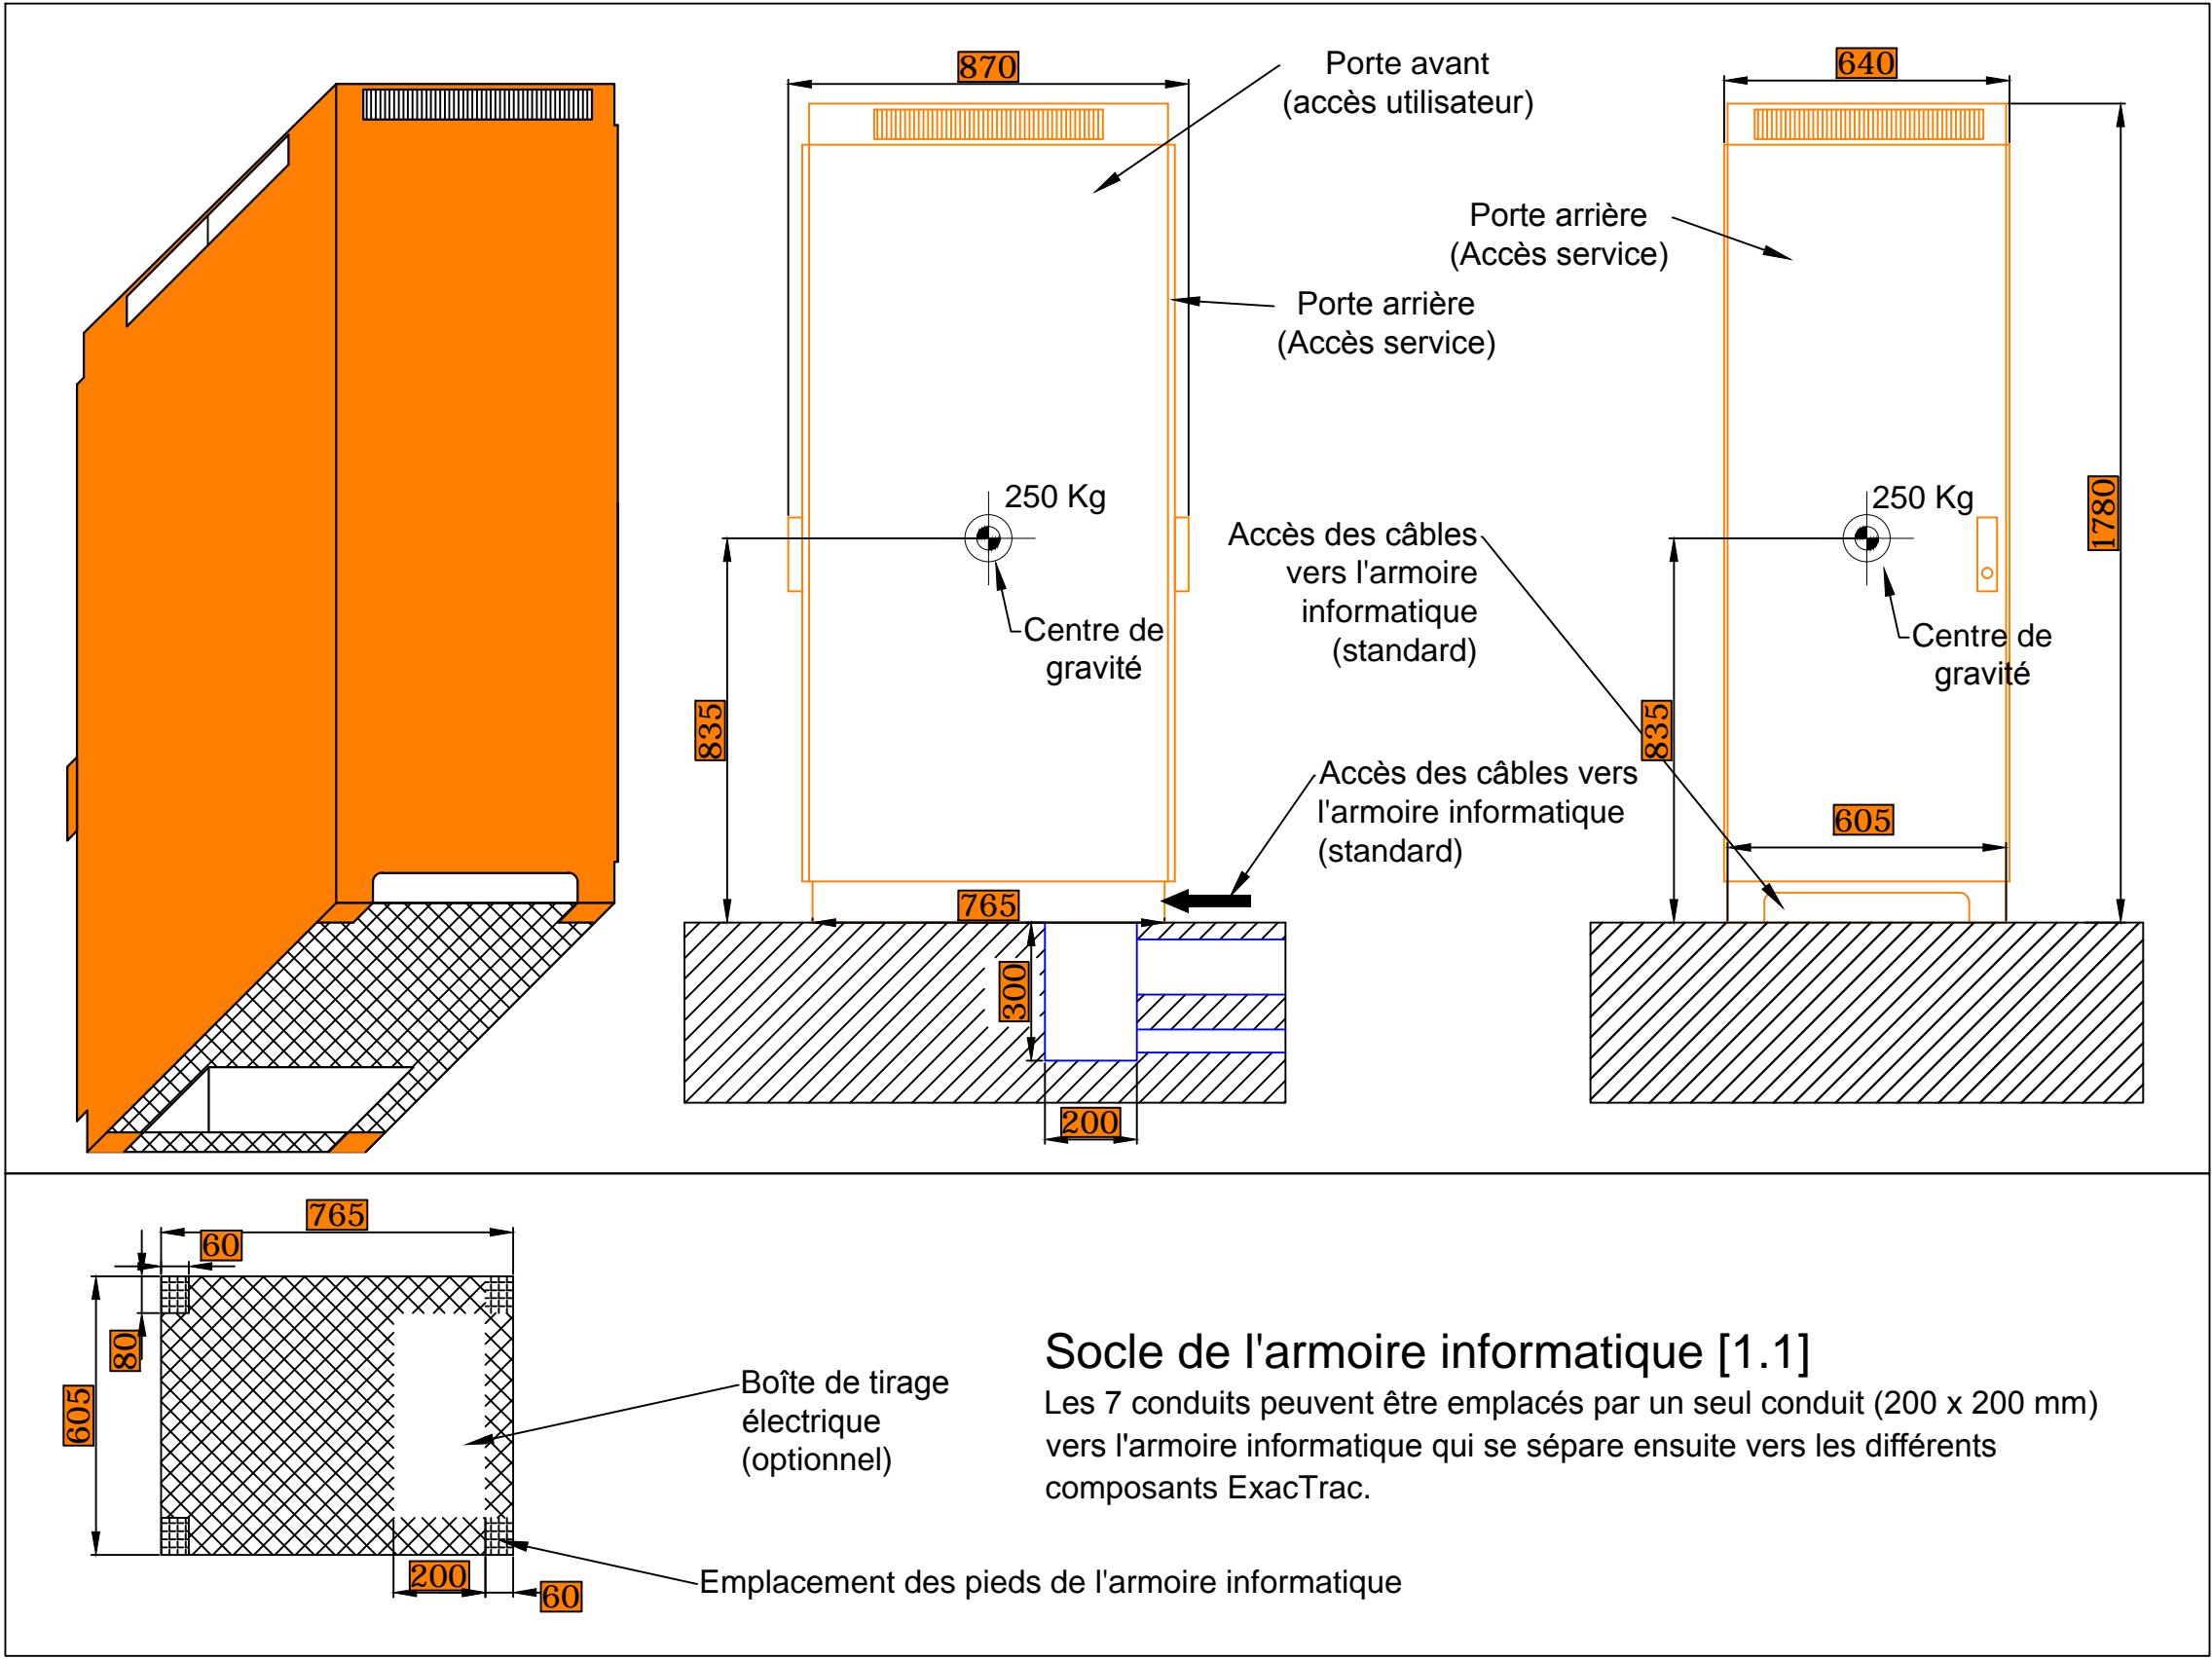 870
Porte avant
(accès utilisateur)
640
Porte arrière
(Accès service)
Porte arrière
(Accès service)
250 Kg
250 Kg
1780
Accès des câbles
vers l'armoire
informatique
(standard)
Centre de
gravité
Centre de
gravité
835
835
Accès des câbles vers
l'armoire informatique
(standard)
605
765
300
200
765
60
80
605
Boîte de tirage
électrique
(optionnel)
Socle de l'armoire informatique [1.1]
Les 7 conduits peuvent être emplacés par un seul conduit (200 x 200 mm)
vers l'armoire informatique qui se sépare ensuite vers les différents
composants ExacTrac.
200
60
Emplacement des pieds de l'armoire informatique